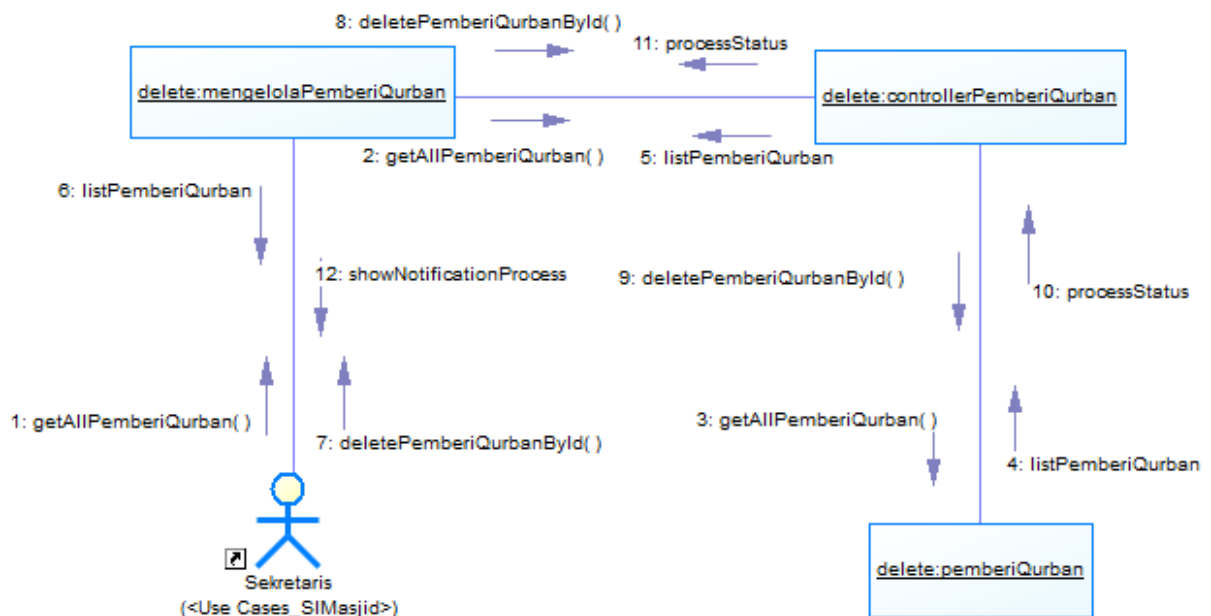 8: deletePemberiQurbanById( )
11: processStatus
delete:mengelolaPemberiQurban
delete:controllerPemberiQurban
2: getAllPemberiQurban( )
5: listPemberiQurban
6: listPemberiQurban
12: showNotificationProcess
9: deletePemberiQurbanById( )
10: processStatus
1: getAllPemberiQurban( )
7: deletePemberiQurbanById( )
3: getAllPemberiQurban( )
4: listPemberiQurban
Sekretaris
(<Use Cases_SIMasjid>)
delete:pemberiQurban